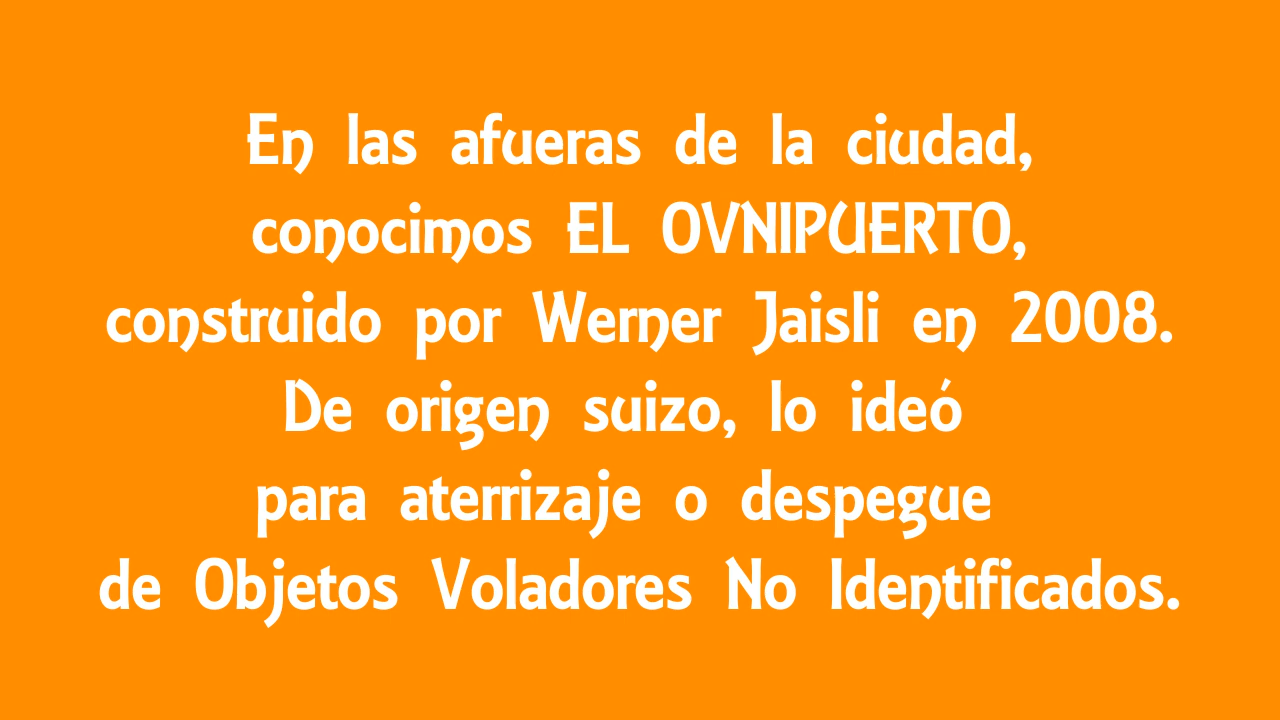 En las afueras de la ciudad,
conocimos EL OVNIPUERTO,
construido por Werner Jaisli en 2008.
De origen suizo, lo ideó
para aterrizaje o despegue
de Objetos Voladores No Identificados.